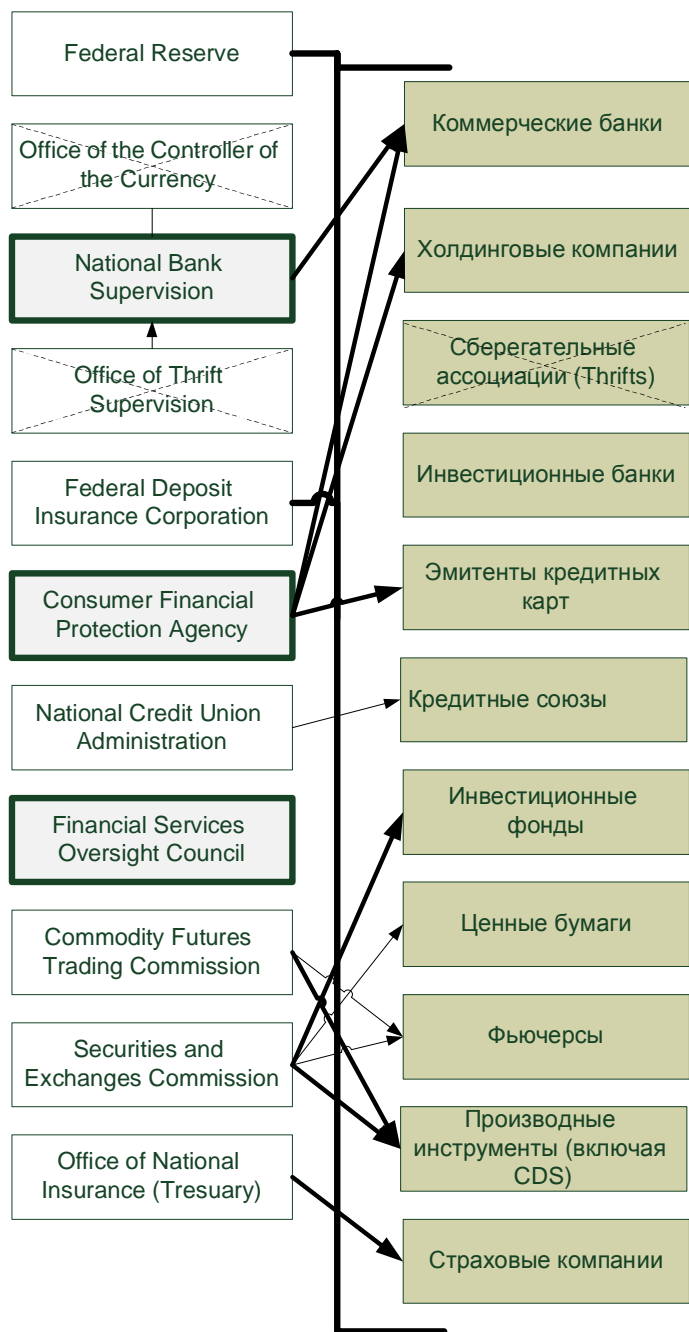 Federal Reserve
Office of the Controller of
the Currency
National Bank
Supervision
Office of Thrift
Supervision
Federal Deposit
Insurance Corporation
Consumer Financial
Protection Agency
National Credit Union
Administration
Financial Services
Oversight Council
Commodity Futures
Trading Commission
Securities and
Exchanges Commission
Office of National
Insurance (Tresuary)
Коммерческие банки
Холдинговые компании
Сберегательные
ассоциации (Thrifts)
Инвестиционные банки
Эмитенты кредитных
карт
Кредитные союзы
Инвестиционные
фонды
Ценные бумаги
Фьючерсы
Производные
инструменты (включая
CDS)
Страховые компании